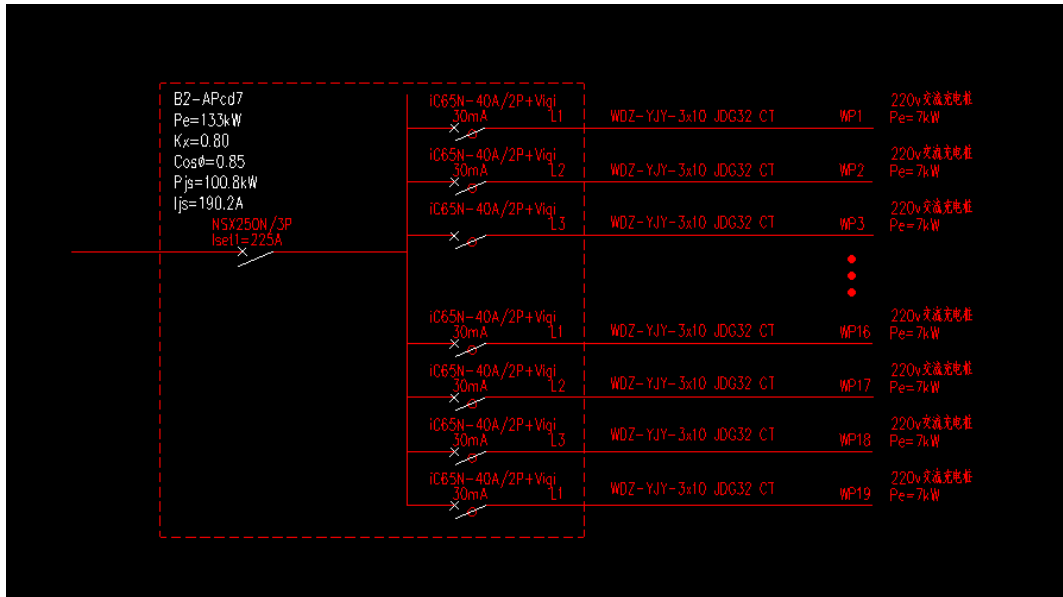 B2-APcd7
Pe=133kW
Kx=0.80
CosØ=0.85
Pjs=100.8kW
Ijs=190.2A
NSX250N/3P
Iset1=225A
iC65N-40A/2P+Vigi
30mA L1 WDZ-YJY-3x10 JDG32 CT WP1
220v交流充电桩
Pe=7kW
iC65N-40A/2P+Vigi
30mA L2 WDZ-YJY-3x10 JDG32 CT WP2
220v交流充电桩
Pe=7kW
iC65N-40A/2P+Vigi
30mA L3 WDZ-YJY-3x10 JDG32 CT WP3
220v交流充电桩
Pe=7kW
iC65N-40A/2P+Vigi
30mA L1 WDZ-YJY-3x10 JDG32 CT WP16
220v交流充电桩
Pe=7kW
iC65N-40A/2P+Vigi
30mA L2 WDZ-YJY-3x10 JDG32 CT WP17
220v交流充电桩
Pe=7kW
iC65N-40A/2P+Vigi
30mA L3 WDZ-YJY-3x10 JDG32 CT WP18
220v交流充电桩
Pe=7kW
iC65N-40A/2P+Vigi
30mA L1 WDZ-YJY-3x10 JDG32 CT WP19
220v交流充电桩
Pe=7kW